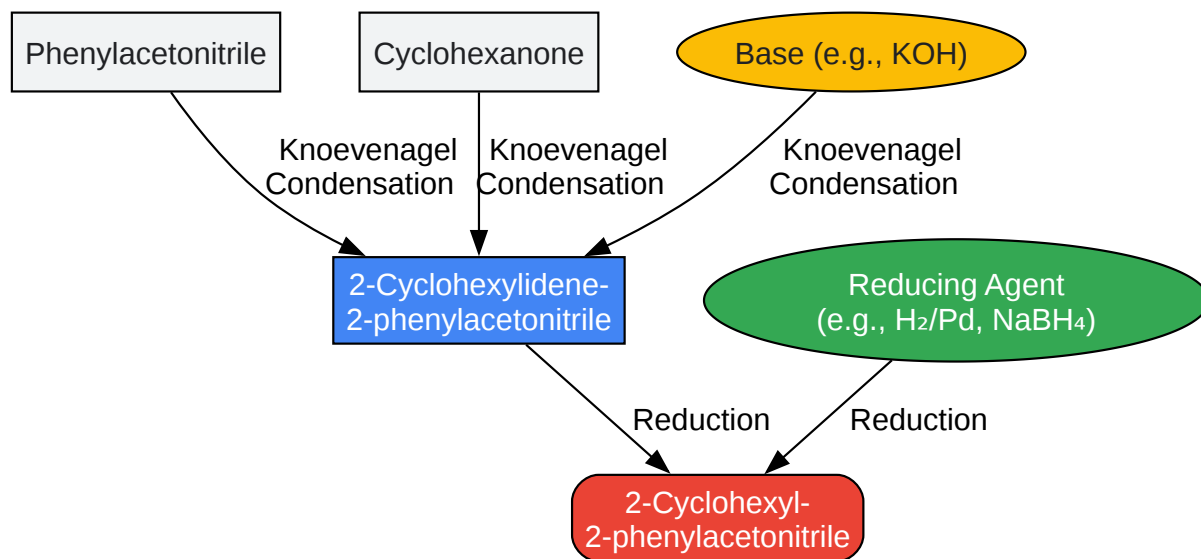 Phenylacetonitrile
Cyclohexanone
Base (e.g., KOH)
Knoevenagel
Condensation
Knoevenagel
Condensation
Knoevenagel
Condensation
2-Cyclohexylidene-
2-phenylacetonitrile
Reducing Agent
(e.g., H₂/Pd, NaBH₄)
Reduction
Reduction
2-Cyclohexyl-
2-phenylacetonitrile